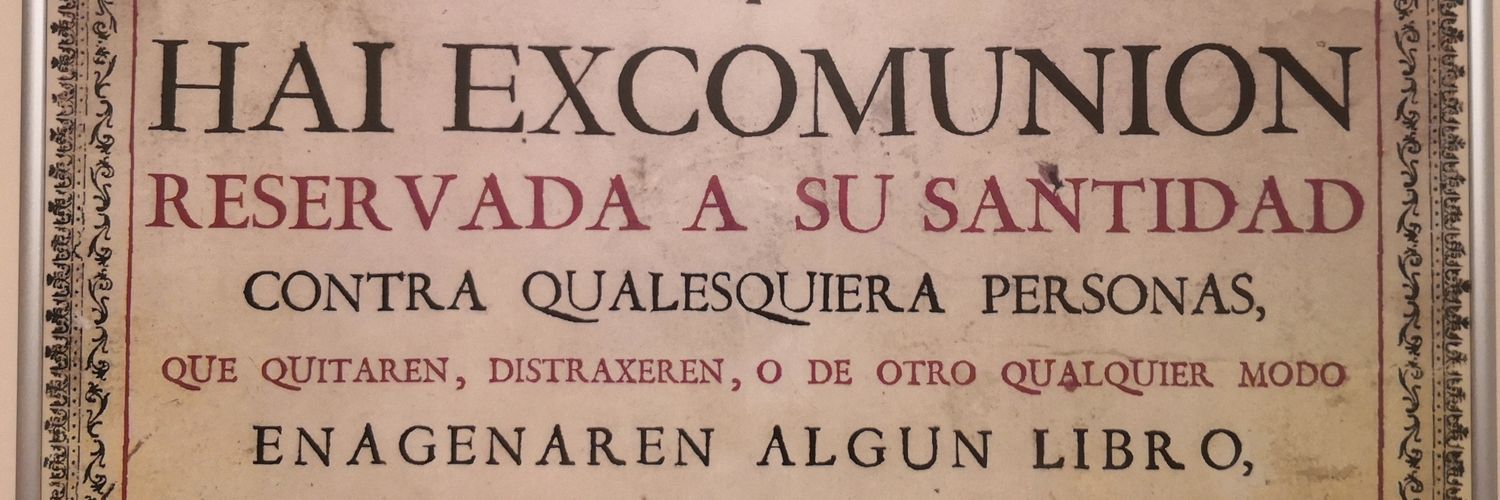 HAI EXCOMUNION
RESERVADA A SU SANTIDAD
CONTRA QUALESQUIERA PERSONAS,
QUE QUITAREN, DISTRAXEREN, O DE OTRO QUALQUIER MODO
ENAGENAREN ALGUN LIBRO,